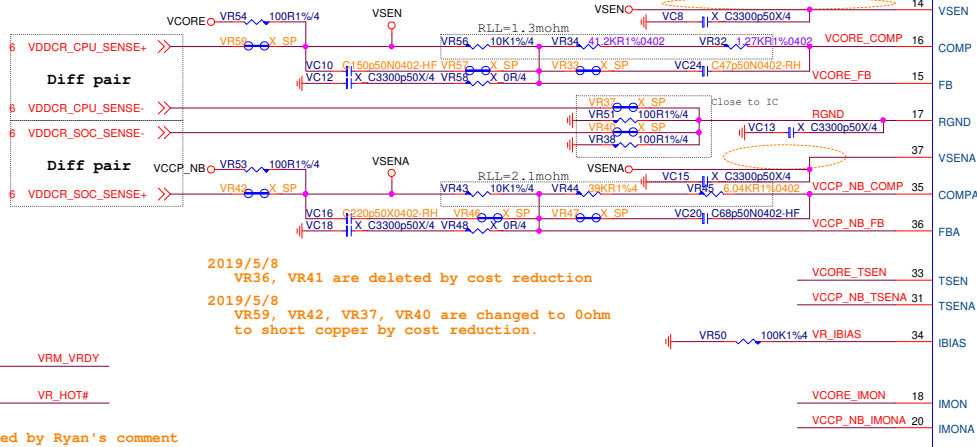 VSEN 14 VSEN
VC8 X_C3300p50X/4
VCORE VR54 100R1%/4 VSEN
RLL=1.3mohm
6 VDDCR_CPU_SENSE+ VR59 X_SP VR56 10K1%/4 VR34 41.2KR1%0402 VR32 1.27KR1%0402 VCORE_COMP 16 COMP
Diff pair
VC10 C150p50N0402-HF VR57 X_SP VR33 X_SP VC24 C47p50N0402-RH
VC12 X_C3300p50X/4 VR58 X_0R/4 VCORE_FB 15 FB
6 VDDCR_CPU_SENSE- VR37 X_SP Close to IC
VR51 100R1%/4 RGND 17 RGND
6 VDDCR_SOC_SENSE- VR40 X_SP VC13 X_C3300p50X/4
VR38 100R1%/4
Diff pair
37 VSENA
VCCP_NB VR53 100R1%/4 VSENA VSENA
RLL=2.1mohm VC15 X_C3300p50X/4
6 VDDCR_SOC_SENSE+ VR42 X_SP VR43 10K1%/4 VR44 39KR1%4 VR45 6.04KR1%0402 VCCP_NB_COMP 35 COMPA
VC16 C220p50X0402-RH VR46 X_SP VR47 X_SP VC20 C68p50N0402-HF
VC18 X_C3300p50X/4 VR48 X_0R/4 VCCP_NB_FB 36 FBA
2019/5/8
VR36, VR41 are deleted by cost reduction
2019/5/8
VR59, VR42, VR37, VR40 are changed to 0ohm
to short copper by cost reduction.
VCORE_TSEN 33 TSEN
VCCP_NB_TSENA 31 TSENA
VR50 100K1%4 VR_IBIAS 34 IBIAS
VRM_VRDY
VR_HOT#
VCORE_IMON 18 IMON
VCCP_NB_IMONA 20 IMONA
ed by Ryan's comment